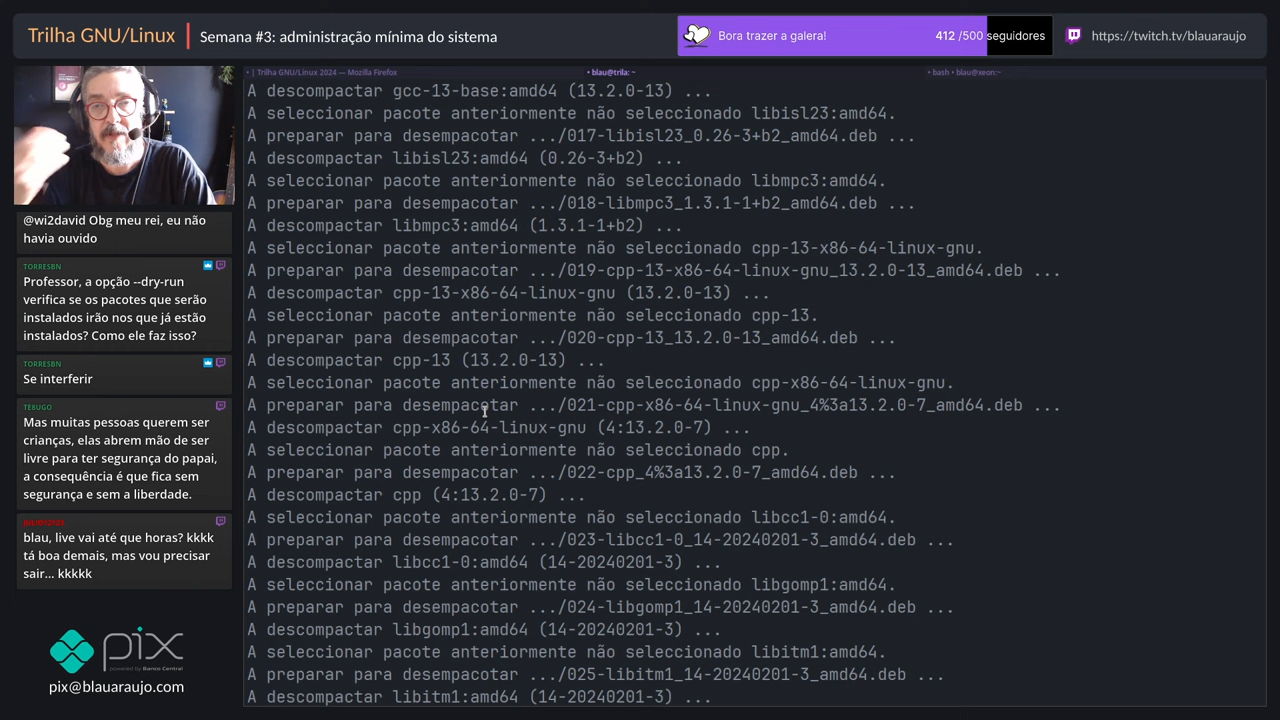 Trilha GNU/Linux
Semana #3: administração mínima do sistema
Bora trazer a galera!
412 /500 seguidores
https://twitch.tv/blauaraujo
• | Trilha GNU/Linux 2024 — Mozilla Firefox
• blau@trila: ~
• bash • blau@xeon:~
@wi2david Obg meu rei, eu não
havia ouvido
TORRESBN
Professor, a opção --dry-run
verifica se os pacotes que serão
instalados irão nos que já estão
instalados? Como ele faz isso?
TORRESBN
Se interferir
TEBUGO
Mas muitas pessoas querem ser
crianças, elas abrem mão de ser
livre para ter segurança do papai,
a consequência é que fica sem
segurança e sem a liberdade.
blau, live vai até que horas? kkkk
tá boa demais, mas vou precisar
sair... kkkkk
pix
powered by Banco Central
pix@blauaraujo.com
A descompactar gcc-13-base:amd64 (13.2.0-13) ...
A seleccionar pacote anteriormente não seleccionado libisl23:amd64.
A preparar para desempacotar .../017-libisl23_0.26-3+b2_amd64.deb ...
A descompactar libisl23:amd64 (0.26-3+b2) ...
A seleccionar pacote anteriormente não seleccionado libmpc3:amd64.
A preparar para desempacotar .../018-libmpc3_1.3.1-1+b2_amd64.deb ...
A descompactar libmpc3:amd64 (1.3.1-1+b2) ...
A seleccionar pacote anteriormente não seleccionado cpp-13-x86-64-linux-gnu.
A preparar para desempacotar .../019-cpp-13-x86-64-linux-gnu_13.2.0-13_amd64.deb ...
A descompactar cpp-13-x86-64-linux-gnu (13.2.0-13) ...
A seleccionar pacote anteriormente não seleccionado cpp-13.
A preparar para desempacotar .../020-cpp-13_13.2.0-13_amd64.deb ...
A descompactar cpp-13 (13.2.0-13) ...
A seleccionar pacote anteriormente não seleccionado cpp-x86-64-linux-gnu.
A preparar para desempacotar .../021-cpp-x86-64-linux-gnu_4%3a13.2.0-7_amd64.deb ...
A descompactar cpp-x86-64-linux-gnu (4:13.2.0-7) ...
A seleccionar pacote anteriormente não seleccionado cpp.
A preparar para desempacotar .../022-cpp_4%3a13.2.0-7_amd64.deb ...
A descompactar cpp (4:13.2.0-7) ...
A seleccionar pacote anteriormente não seleccionado libcc1-0:amd64.
A preparar para desempacotar .../023-libcc1-0_14-20240201-3_amd64.deb ...
A descompactar libcc1-0:amd64 (14-20240201-3) ...
A seleccionar pacote anteriormente não seleccionado libgomp1:amd64.
A preparar para desempacotar .../024-libgomp1_14-20240201-3_amd64.deb ...
A descompactar libgomp1:amd64 (14-20240201-3) ...
A seleccionar pacote anteriormente não seleccionado libitm1:amd64.
A preparar para desempacotar .../025-libitm1_14-20240201-3_amd64.deb ...
A descompactar libitm1:amd64 (14-20240201-3) ...